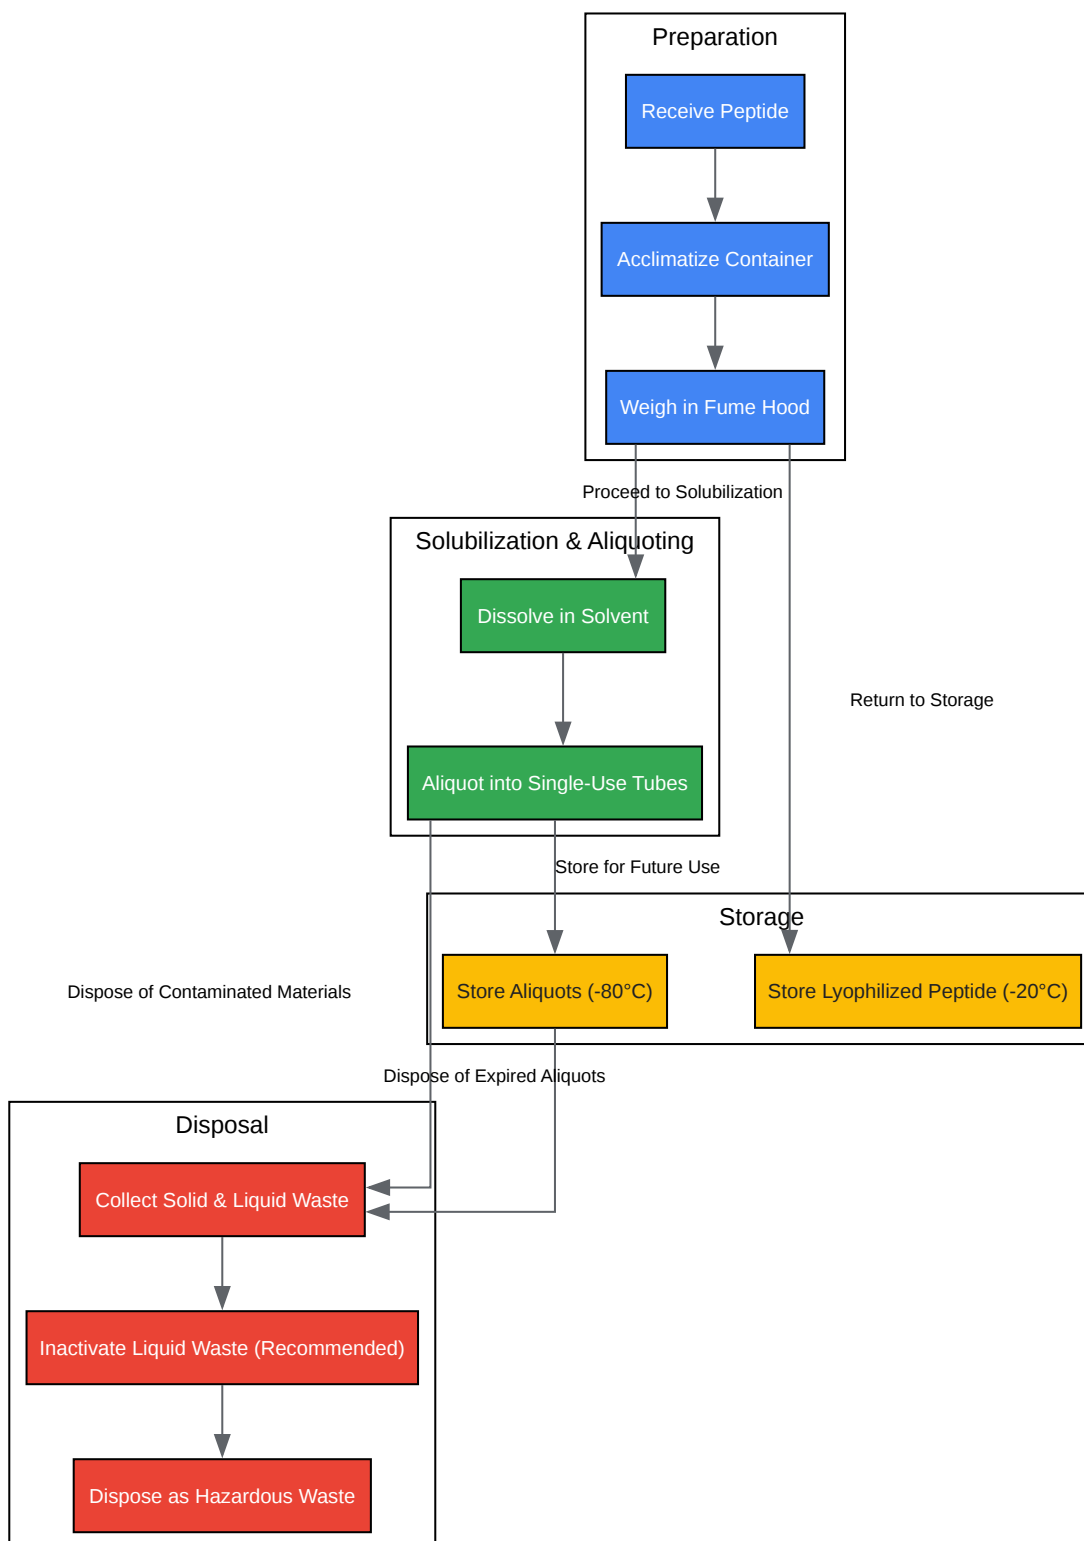 Preparation
Receive Peptide
Acclimatize Container
Weigh in Fume Hood
Proceed to Solubilization
Solubilization & Aliquoting
Dissolve in Solvent
Return to Storage
Aliquot into Single-Use Tubes
Store for Future Use
Storage
Dispose of Contaminated Materials
Store Aliquots (-80°C)
Store Lyophilized Peptide (-20°C)
Dispose of Expired Aliquots
Disposal
Collect Solid & Liquid Waste
Inactivate Liquid Waste (Recommended)
Dispose as Hazardous Waste